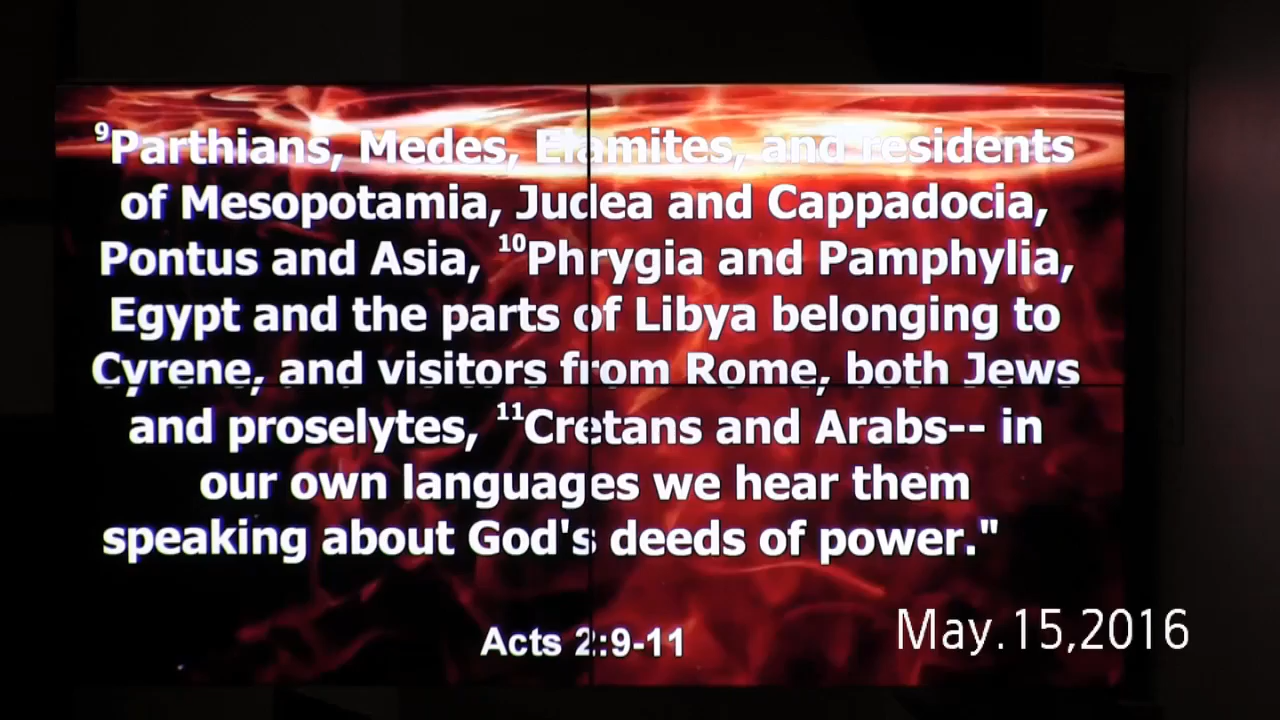 9Parthians, Medes, Elamites, and residents
of Mesopotamia, Judea and Cappadocia,
Pontus and Asia, 10Phrygia and Pamphylia,
Egypt and the parts of Libya belonging to
Cyrene, and visitors from Rome, both Jews
and proselytes, 11Cretans and Arabs-- in
our own languages we hear them
speaking about God's deeds of power."
Acts 2:9-11
May.15,2016